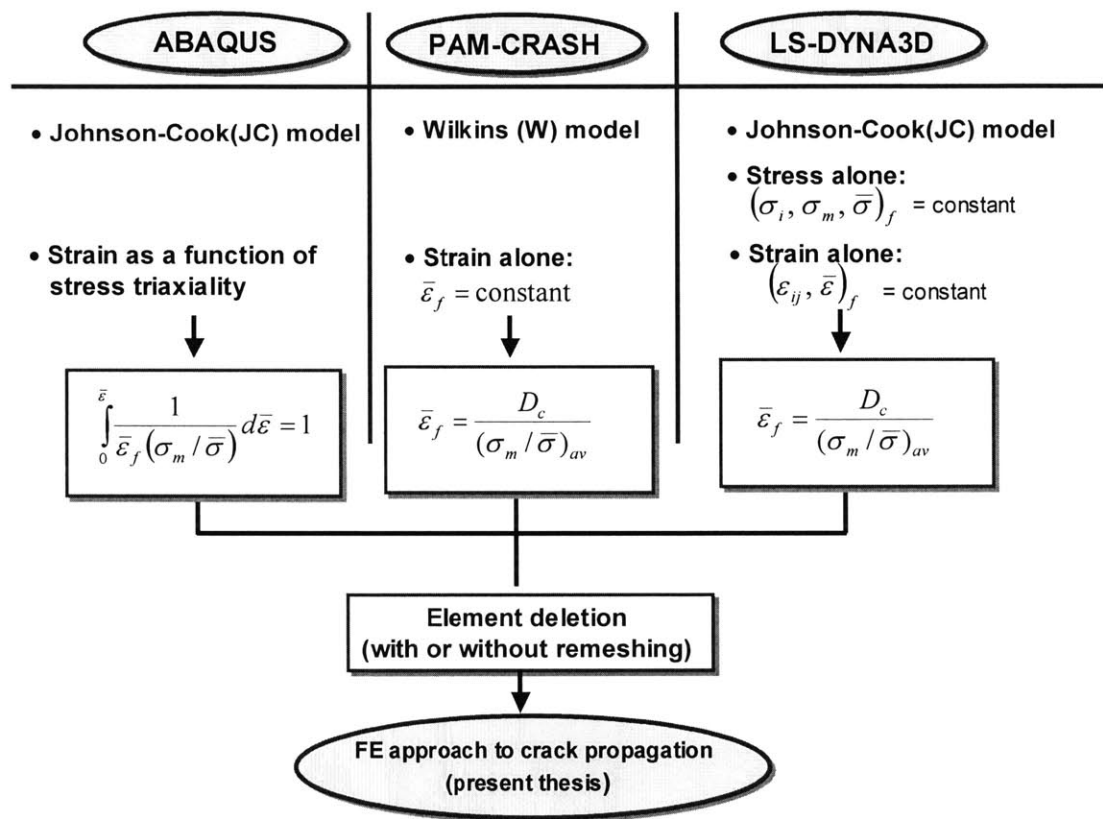 ABAQUS
PAM-CRASH
LS-DYNA3D
• Johnson-Cook(JC) model
• Strain as a function of
stress triaxiality
∫₀^ε̅ 1/(ε̅_f(σ_m/σ̅)) dε̅ = 1
• Wilkins (W) model
• Strain alone:
ε̅_f = constant
ε̅_f = D_c/(σ_m/σ̅)_av
• Johnson-Cook(JC) model
• Stress alone:
(σ_i, σ_m, σ̅)_f = constant
• Strain alone:
(ε_ij, ε̅)_f = constant
ε̅_f = D_c/(σ_m/σ̅)_av
Element deletion
(with or without remeshing)
FE approach to crack propagation
(present thesis)